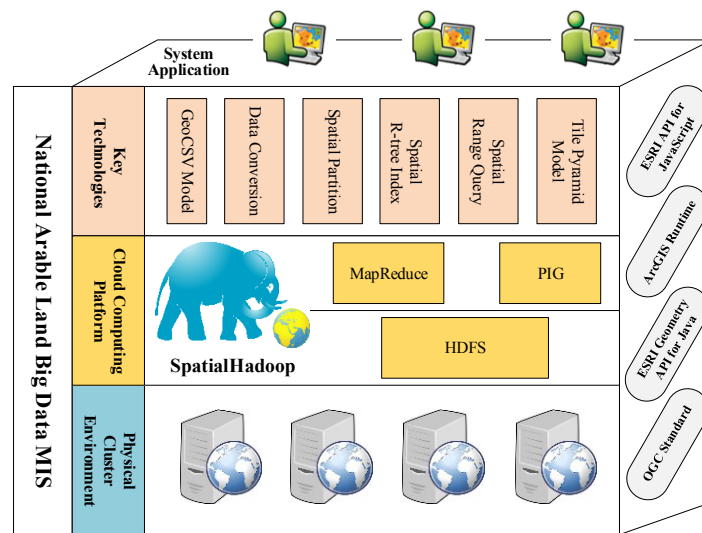 System
Application
National Arable Land Big Data MIS
Key
Technologies
GeoCSV Model
Data Conversion
Spatial Partition
Spatial
R-tree Index
Spatial
Range Query
Tile Pyramid
Model
Cloud Computing
Platform
SpatialHadoop
MapReduce
PIG
HDFS
Physical
Cluster
Environment
ESRI API for
JavaScript
ArcGIS Runtime
ESRI Geometry
API for Java
OGC Standard